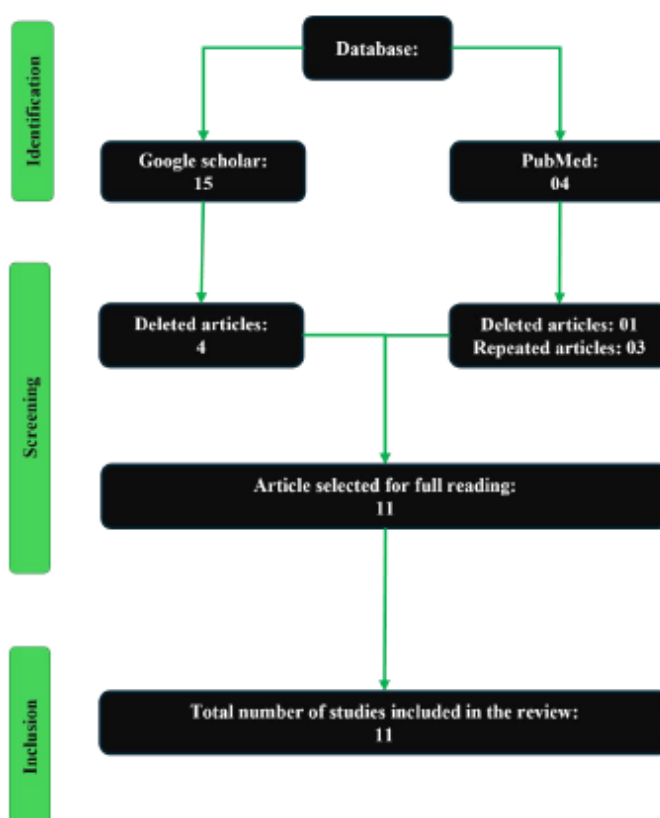 Identification
Database:
Google scholar:
15
PubMed:
04
Screening
Deleted articles:
4
Deleted articles: 01
Repeated articles: 03
Article selected for full reading:
11
Inclusion
Total number of studies included in the review:
11